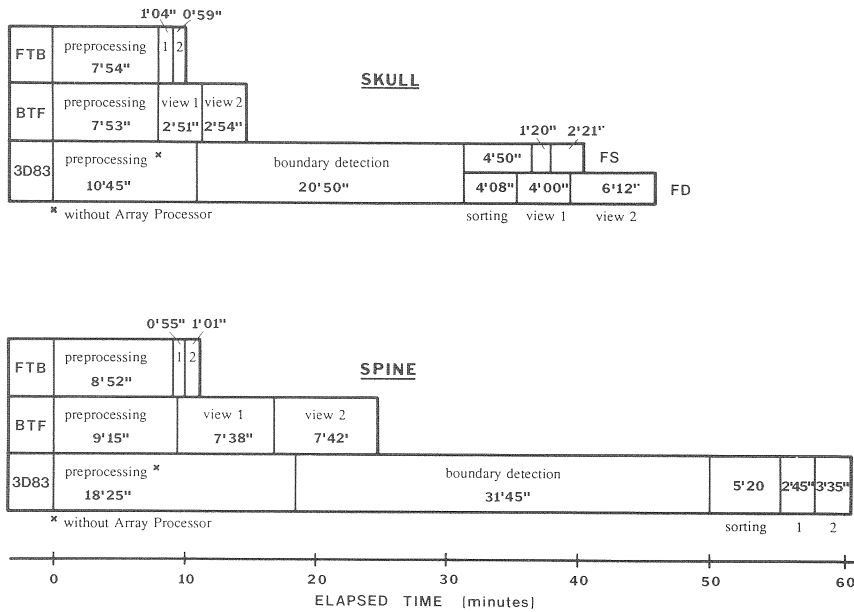 1'04" 0'59"
FTB preprocessing 1 2
7'54"
SKULL
BTF preprocessing view 1 view 2
7'53" 2'51" 2'54"
1'20" 2'21"
3D83 preprocessing * boundary detection 4'50" FS
10'45" 20'50" 4'08" 4'00" 6'12" FD
* without Array Processor sorting view 1 view 2
0'55" 1'01"
FTB preprocessing 1 2
8'52"
SPINE
BTF preprocessing view 1 view 2
9'15" 7'38" 7'42'
3D83 preprocessing * boundary detection
18'25" 31'45" 5'20 2'45" 3'35"
* without Array Processor sorting 1 2
0 10 20 30 40 50 60
ELAPSED TIME (minutes)